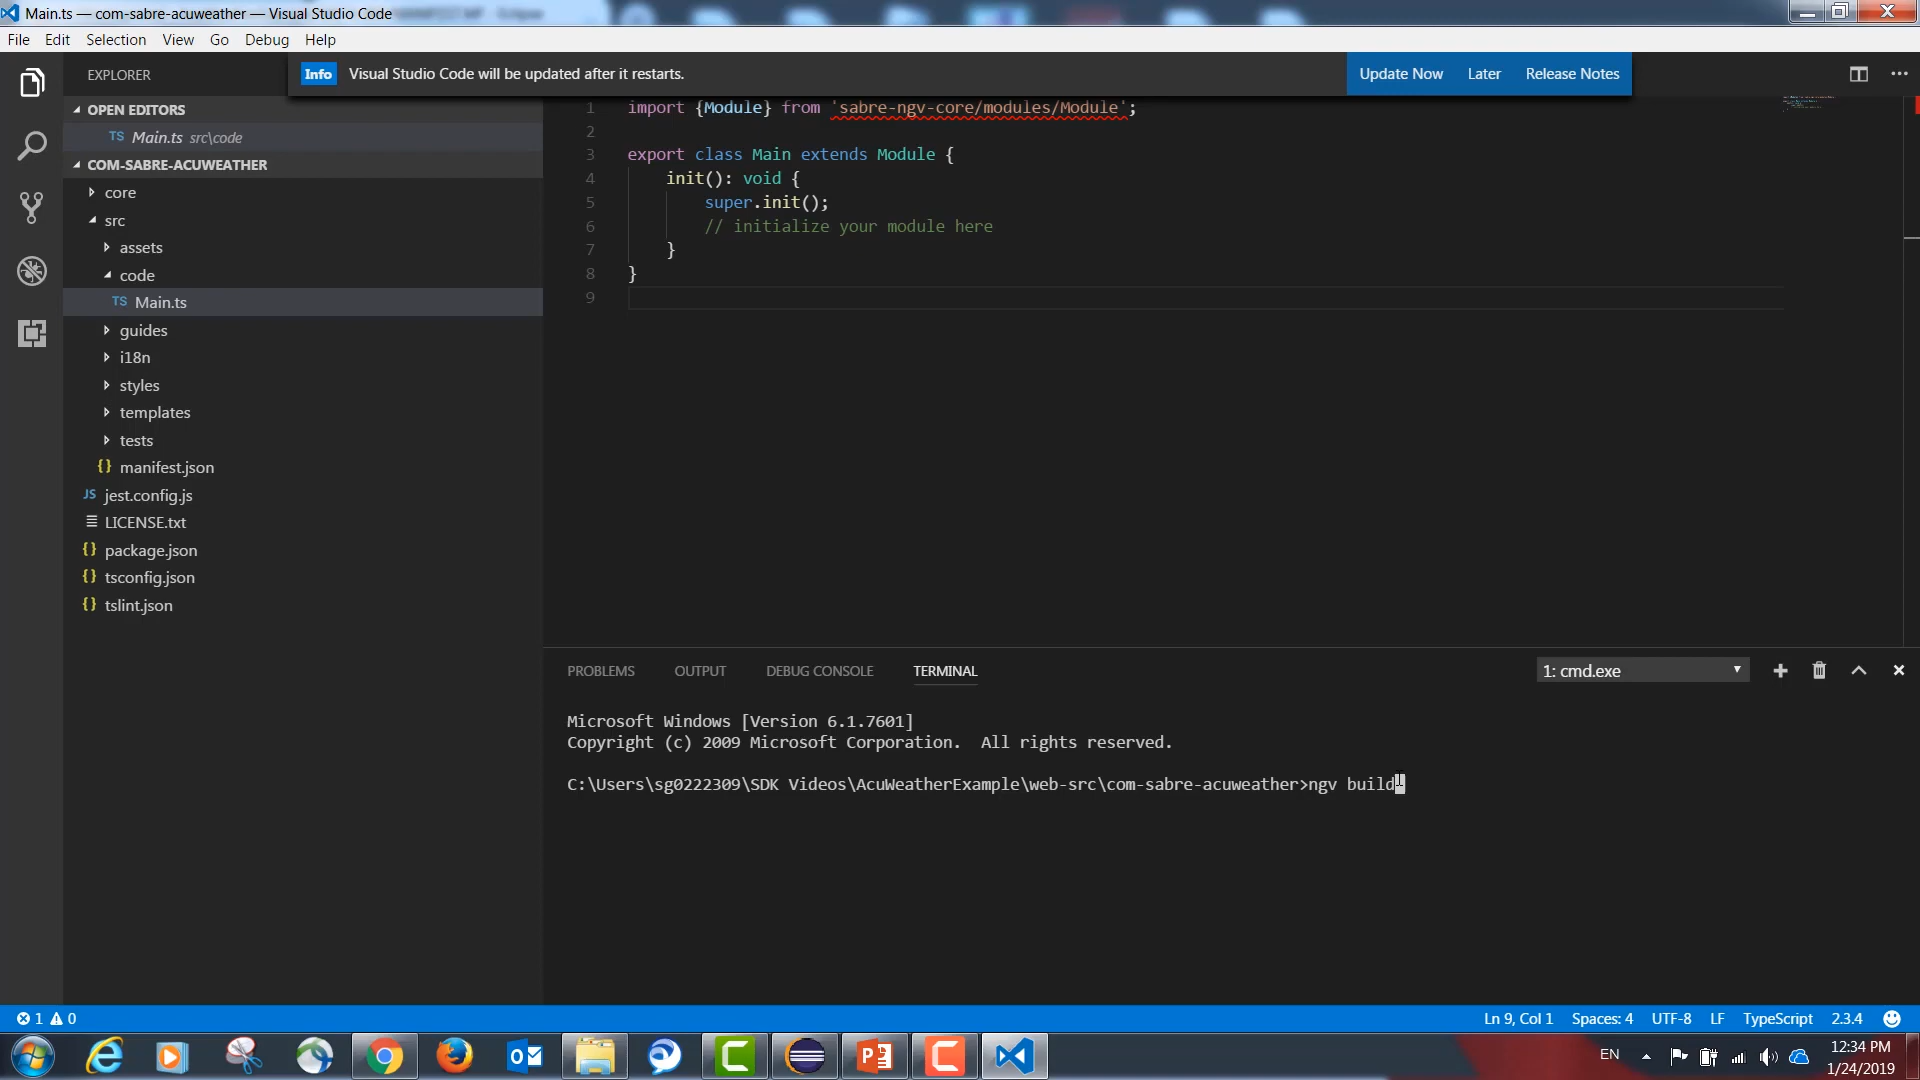 Main.ts — com-sabre-acuweather — Visual Studio Code
File Edit Selection View Go Debug Help
EXPLORER
Info Visual Studio Code will be updated after it restarts. Update Now Later Release Notes
OPEN EDITORS
TS Main.ts src\code
COM-SABRE-ACUWEATHER
core
src
assets
code
TS Main.ts
guides
i18n
styles
templates
tests
{} manifest.json
JS jest.config.js
LICENSE.txt
{} package.json
{} tsconfig.json
{} tslint.json
1 import {Module} from 'sabre-ngv-core/modules/Module';
2
3 export class Main extends Module {
4 init(): void {
5 super.init();
6 // initialize your module here
7 }
8 }
9
PROBLEMS OUTPUT DEBUG CONSOLE TERMINAL 1: cmd.exe
Microsoft Windows [Version 6.1.7601]
Copyright (c) 2009 Microsoft Corporation. All rights reserved.
C:\Users\sg0222309\SDK Videos\AcuWeatherExample\web-src\com-sabre-acuweather>ngv build
1 0 Ln 9, Col 1 Spaces: 4 UTF-8 LF TypeScript 2.3.4
EN 12:34 PM
1/24/2019